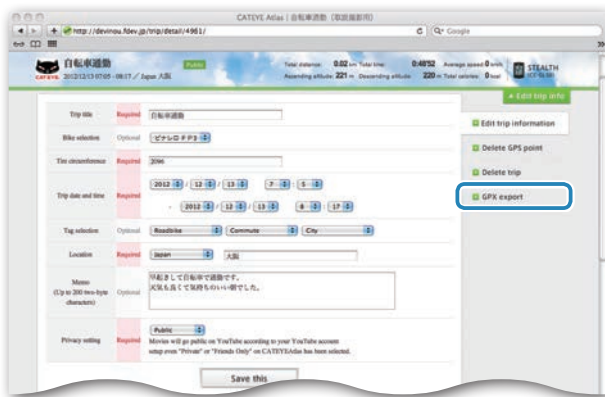 CATEYE Atlas | 自転車通勤（取説撮影用）
http://devinou.fdev.jp/trip/detail/4961/
Google
自転車通勤
Public
CATEYE
2012/12/13 07:05 - 08:17 / Japan 大阪
Total distance: 0.02 km Total time: 0:48'52 Average speed 0 km/h
Ascending altitude: 221 m Descending altitude: 220 m Total calories: 0 kcal
STEALTH
Edit trip info
Trip title Required 自転車通勤
Bike selection Optional ピナレロ FP3
Tire circumference Required 2096
Trip date and time Required 2012 / 12 / 13 7 : 5
- 2012 / 12 / 13 8 : 17
Tag selection Optional Roadbike Commute City
Location Required Japan 大阪
Memo
(Up to 200 two-byte
characters)
Optional
早起きして自転車で通勤です。
天気も良くて気持ちのいい朝でした。
Privacy setting Required Public
Movies will go public on YouTube according to your YouTube account
setup even "Private" or "Friends Only" on CATEYEAtlas has been selected.
Save this
Edit trip information
Delete GPS point
Delete trip
GPX export